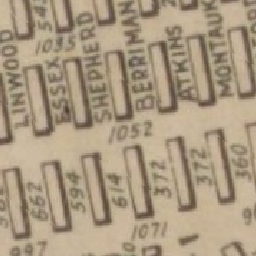 1035
LINWOOD
ESSEX
SHEPHERD
BERRIMAN
ATKINS
MONTAUK
1052
662
594
614
372
372
360
1071
997